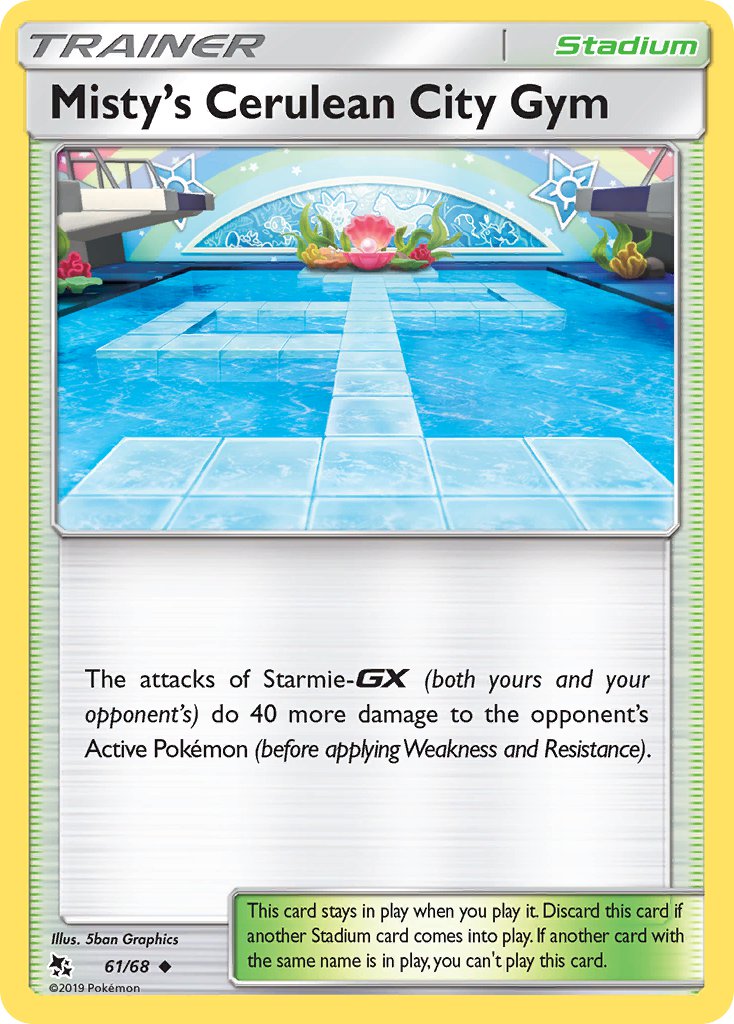 TRAINER
Stadium
Misty's Cerulean City Gym
The attacks of Starmie-GX (both yours and your
opponent's) do 40 more damage to the opponent's
Active Pokémon (before applying Weakness and Resistance).
This card stays in play when you play it. Discard this card if
another Stadium card comes into play. If another card with
the same name is in play, you can't play this card.
Illus. 5ban Graphics
61/68
©2019 Pokémon